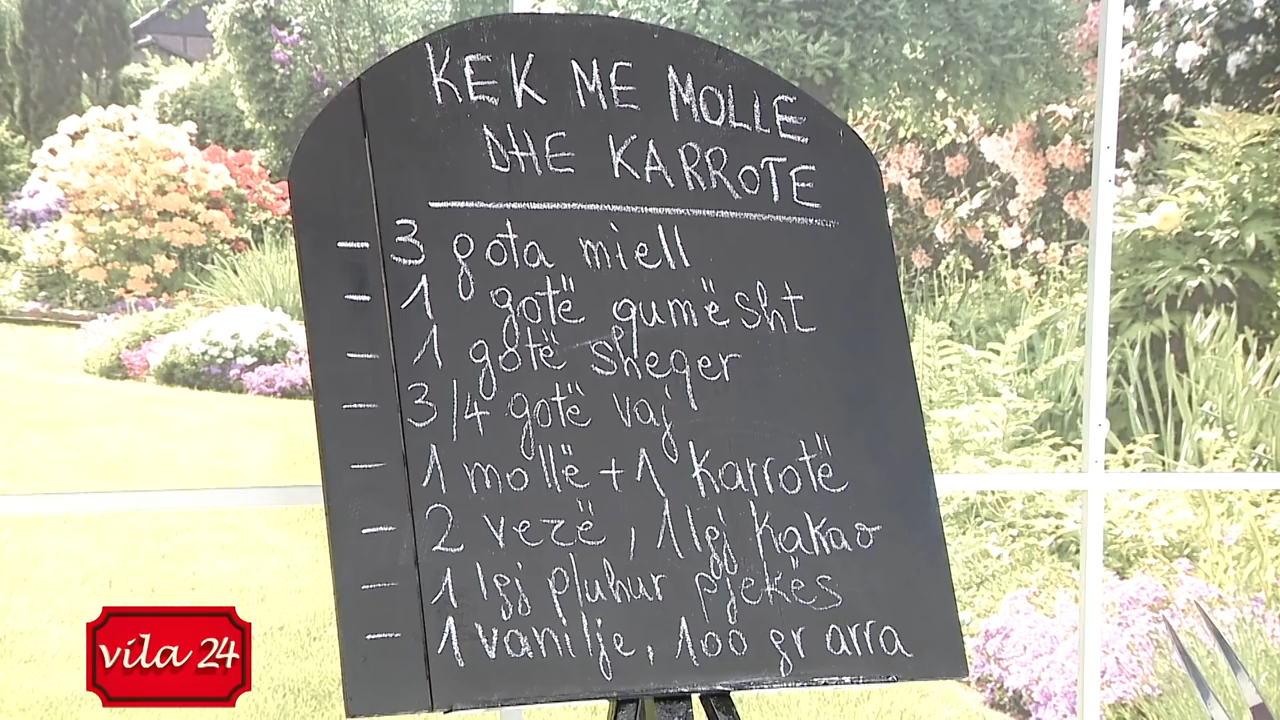 KEK ME MOLLE
DHE KARROTE
- 3 gota miell
- 1 gotë qumësht
- 1 gotë sheqer
- 3/4 gotë vaj
- 1 mollë + 1 karrotë
- 2 vezë, 1 lgj kakao
- 1 lgj pluhur pjekës
- 1 vanilje, 100 gr arra
vila 24